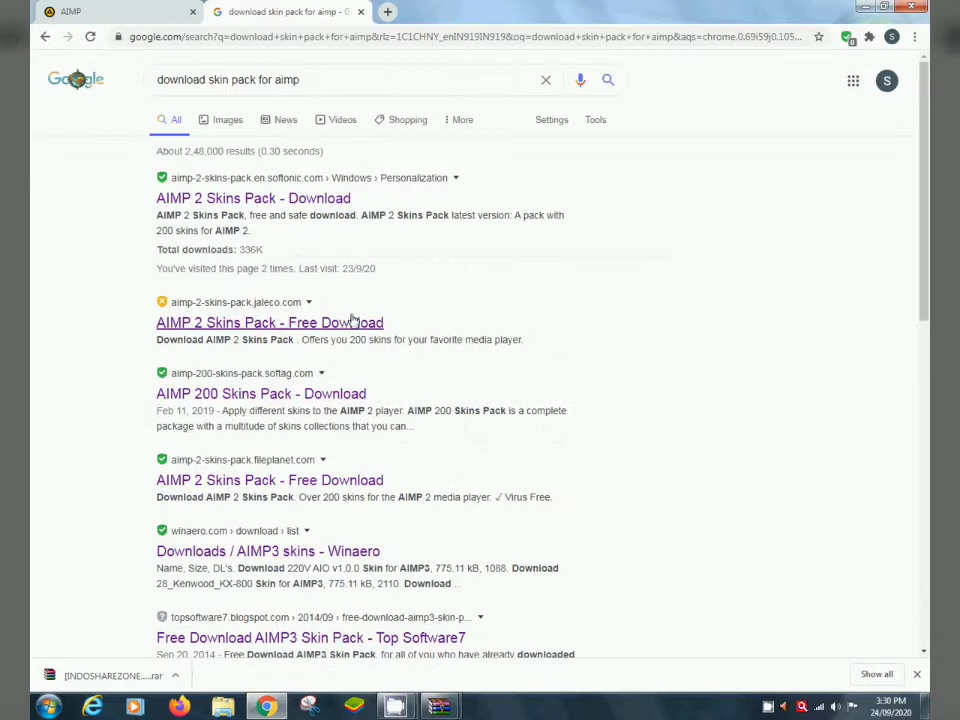 AIMP
download skin pack for aimp - G
google.com/search?q=download+skin+pack+for+aimp&rlz=1C1CHNY_enIN919IN919&oq=download+skin+pack+for+aimp&aqs=chrome.0.69i59j0.105...
S
Google
download skin pack for aimp
S
All
Images
News
Videos
Shopping
More
Settings
Tools
About 2,48,000 results (0.30 seconds)
aimp-2-skins-pack.en.softonic.com › Windows › Personalization
AIMP 2 Skins Pack - Download
AIMP 2 Skins Pack, free and safe download. AIMP 2 Skins Pack latest version: A pack with
200 skins for AIMP 2.
Total downloads: 336K
You've visited this page 2 times. Last visit: 23/9/20
aimp-2-skins-pack.jaleco.com
AIMP 2 Skins Pack - Free Download
Download AIMP 2 Skins Pack . Offers you 200 skins for your favorite media player.
aimp-200-skins-pack.softag.com
AIMP 200 Skins Pack - Download
Feb 11, 2019 - Apply different skins to the AIMP 2 player. AIMP 200 Skins Pack is a complete
package with a multitude of skins collections that you can...
aimp-2-skins-pack.fileplanet.com
AIMP 2 Skins Pack - Free Download
Download AIMP 2 Skins Pack. Over 200 skins for the AIMP 2 media player. ✓ Virus Free.
winaero.com › download › list
Downloads / AIMP3 skins - Winaero
Name, Size, DL's. Download 220V AIO v1.0.0 Skin for AIMP3, 775.11 kB, 1088. Download
28_Kenwood_KX-800 Skin for AIMP3, 775.11 kB, 2110. Download ...
topsoftware7.blogspot.com › 2014/09 › free-download-aimp3-skin-p...
Free Download AIMP3 Skin Pack - Top Software7
Sep 20, 2014 - Free Download AIMP3 Skin Pack, for all of you who have already downloaded
[INDOSHAREZONE....rar
Show all
3:30 PM
24/09/2020